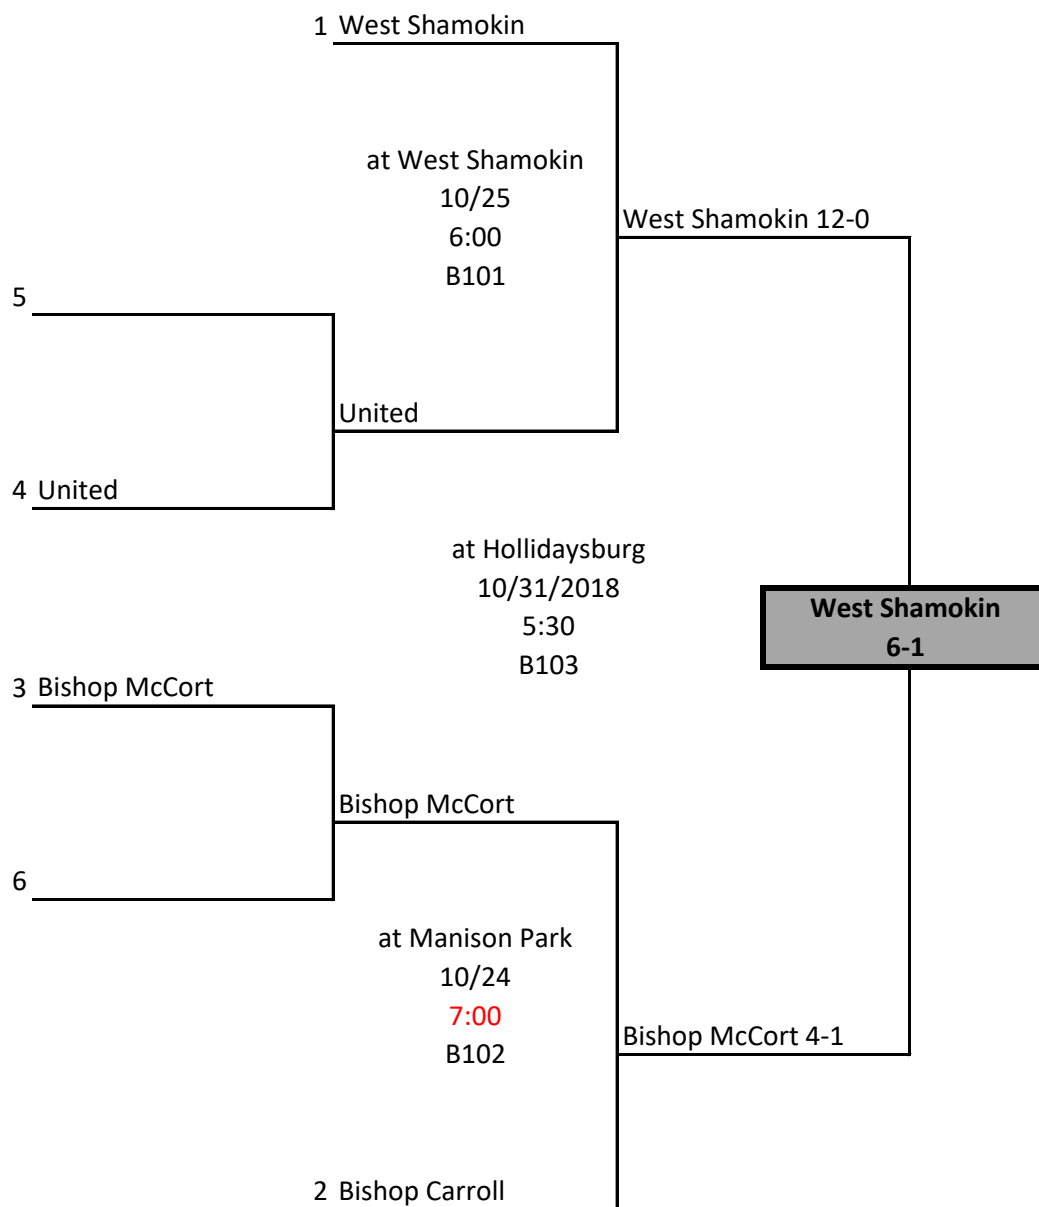 1 West Shamokin
at West Shamokin
10/25
6:00
B101
West Shamokin 12-0
5
United
4 United
at Hollidaysburg
10/31/2018
5:30
B103
West Shamokin
6-1
3 Bishop McCort
Bishop McCort
6
at Manison Park
10/24
7:00
B102
Bishop McCort 4-1
2 Bishop Carroll